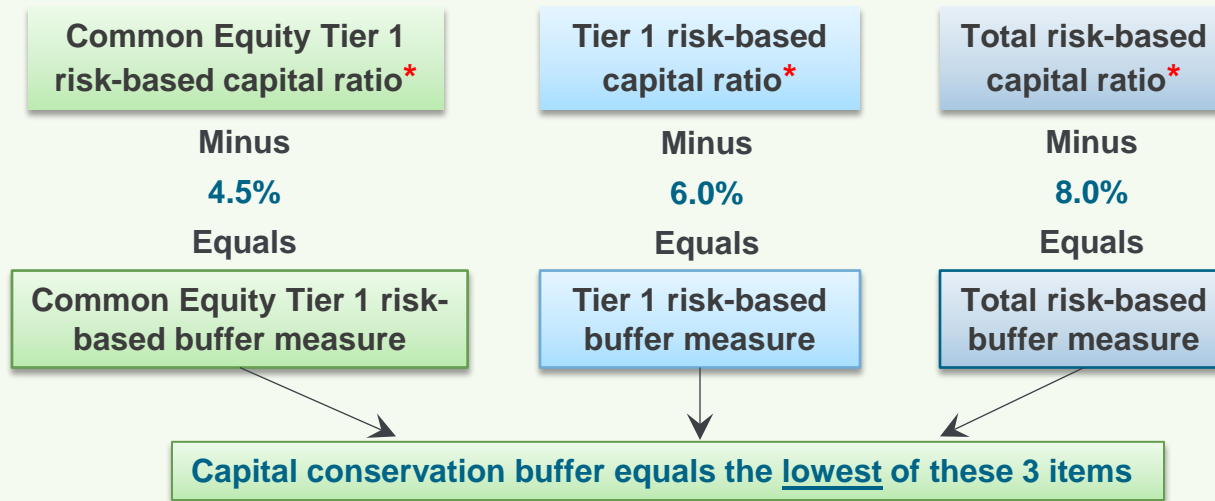 Common Equity Tier 1
risk-based capital ratio*
Minus
4.5%
Equals
Common Equity Tier 1 risk-
based buffer measure
Tier 1 risk-based
capital ratio*
Minus
6.0%
Equals
Tier 1 risk-based
buffer measure
Total risk-based
capital ratio*
Minus
8.0%
Equals
Total risk-based
buffer measure
Capital conservation buffer equals the lowest of these 3 items